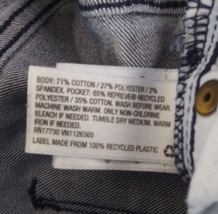 BODY: 71% COTTON / 27% POLYESTER / 2%
SPANDEX. POCKET: 65% REPREVE® RECYCLED
POLYESTER / 35% COTTON. WASH BEFORE WEAR.
MACHINE WASH WARM. ONLY NON-CHLORINE
BLEACH IF NEEDED. TUMBLE DRY MEDIUM. WARM
IRON IF NEEDED.
RN17730 VN1126365
LABEL MADE FROM 100% RECYCLED PLASTIC